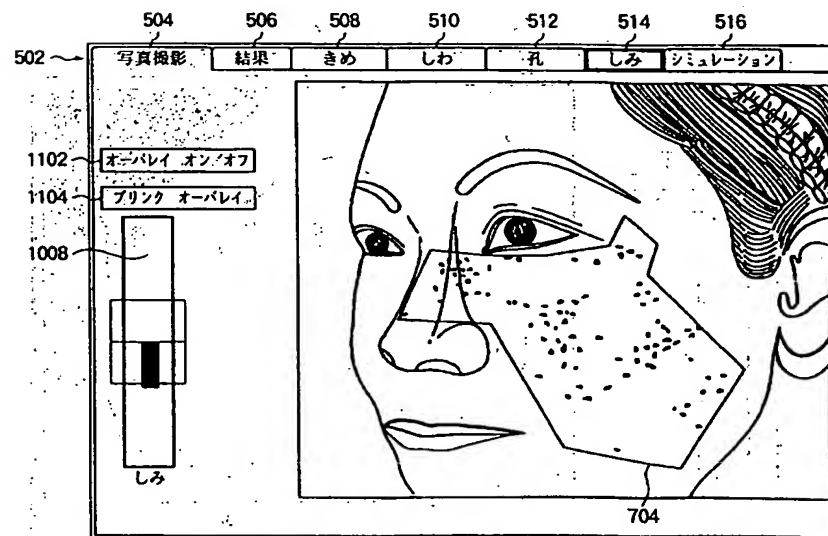 504 506 508 510 512 514 516
502 写真撮影 結果 きめ しわ 孔 しみ シミュレーション
1102 オーバレイ オン/オフ
1104 ブリンク オーバレイ
1008
しみ
704